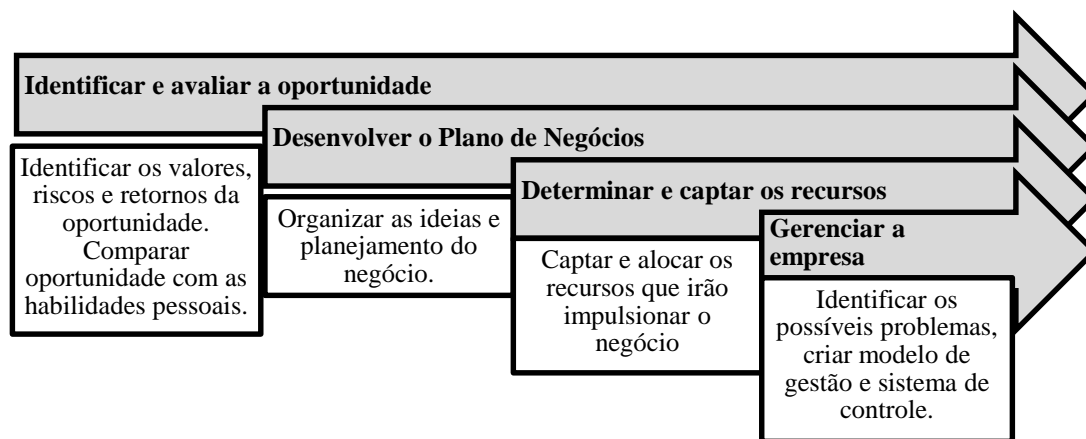 Identificar e avaliar a oportunidade
Identificar os valores,
riscos e retornos da
oportunidade.
Comparar
oportunidade com as
habilidades pessoais.
Desenvolver o Plano de Negócios
Organizar as ideias e
planejamento do
negócio.
Determinar e captar os recursos
Captar e alocar os
recursos que irão
impulsionar o
negócio
Gerenciar a
empresa
Identificar os
possíveis problemas,
criar modelo de
gestão e sistema de
controle.